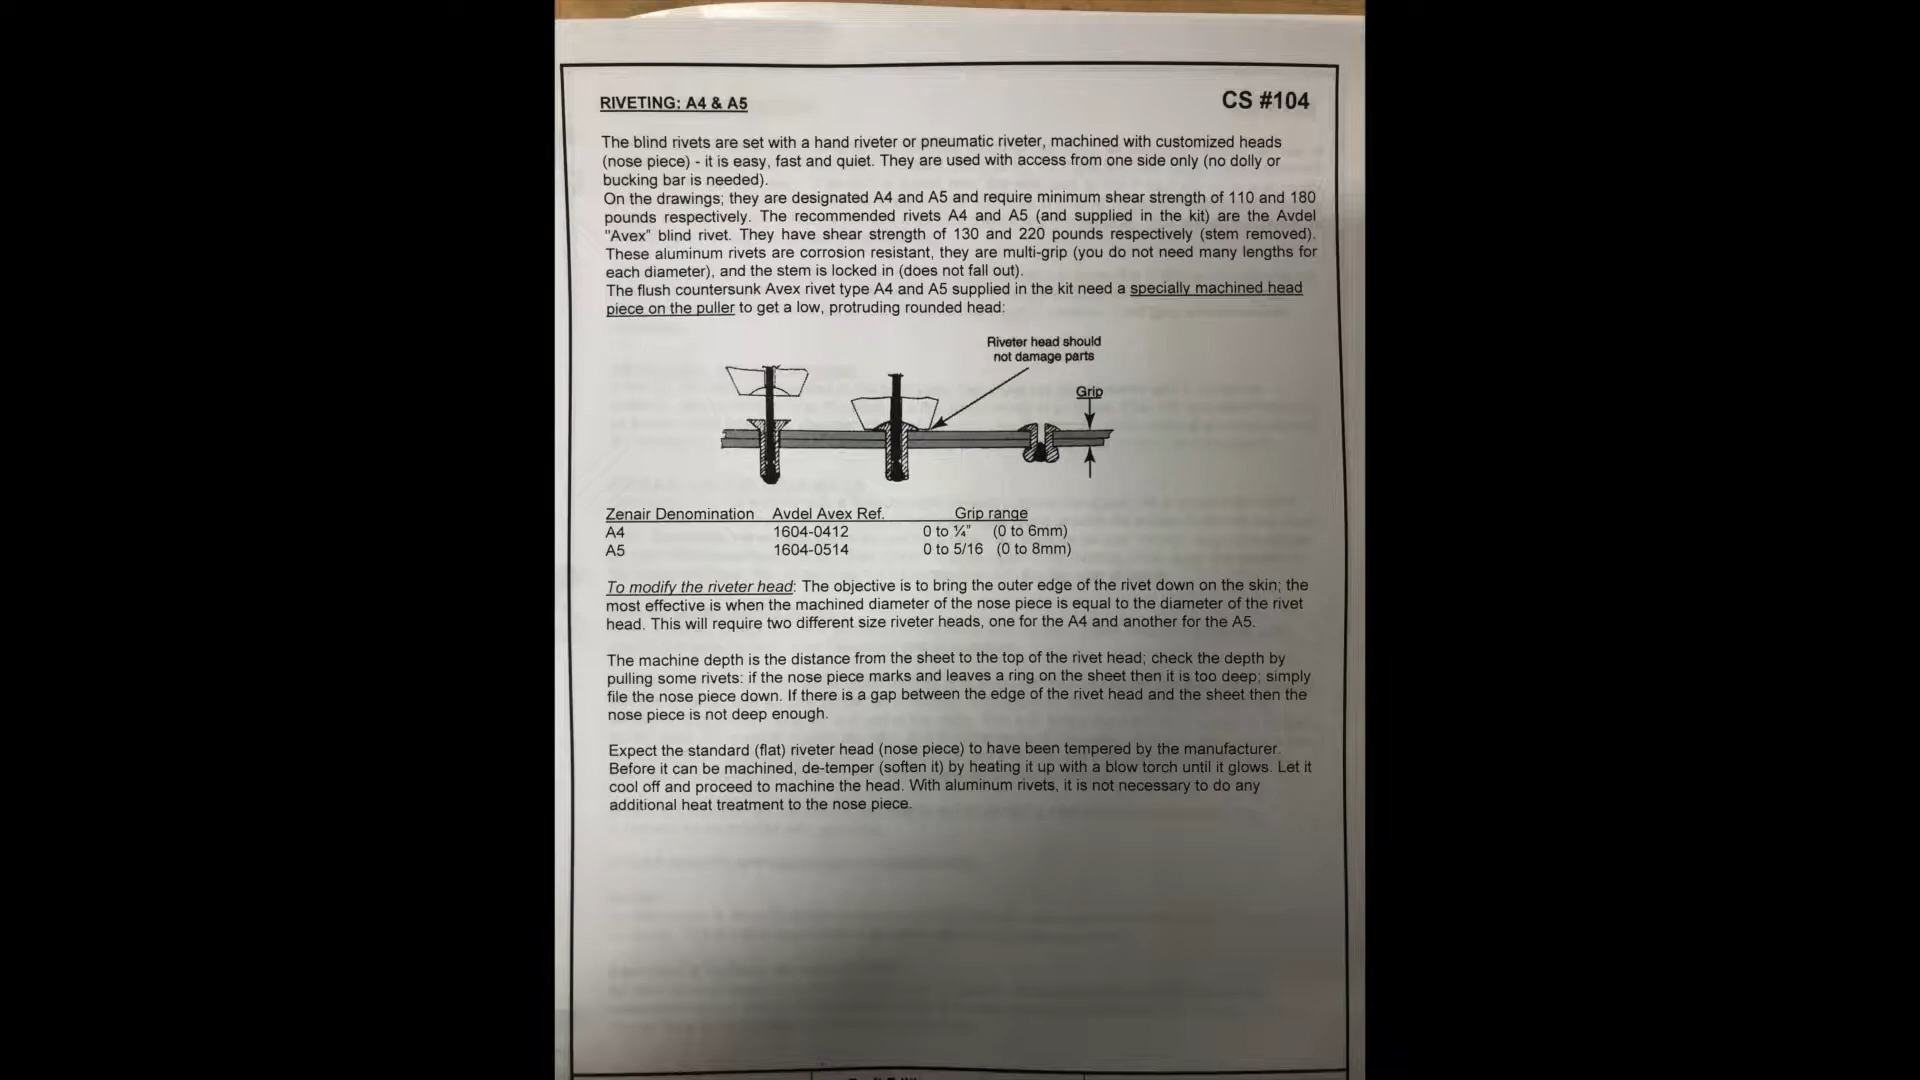 RIVETING: A4 & A5
CS #104
The blind rivets are set with a hand riveter or pneumatic riveter, machined with customized heads
(nose piece) - it is easy, fast and quiet. They are used with access from one side only (no dolly or
bucking bar is needed).
On the drawings; they are designated A4 and A5 and require minimum shear strength of 110 and 180
pounds respectively. The recommended rivets A4 and A5 (and supplied in the kit) are the Avdel
"Avex" blind rivet. They have shear strength of 130 and 220 pounds respectively (stem removed).
These aluminum rivets are corrosion resistant, they are multi-grip (you do not need many lengths for
each diameter), and the stem is locked in (does not fall out).
The flush countersunk Avex rivet type A4 and A5 supplied in the kit need a specially machined head
piece on the puller to get a low, protruding rounded head:
Riveter head should
not damage parts
Grip
Zenair Denomination Avdel Avex Ref. Grip range
A4 1604-0412 0 to ¼" (0 to 6mm)
A5 1604-0514 0 to 5/16 (0 to 8mm)
To modify the riveter head: The objective is to bring the outer edge of the rivet down on the skin; the
most effective is when the machined diameter of the nose piece is equal to the diameter of the rivet
head. This will require two different size riveter heads, one for the A4 and another for the A5.
The machine depth is the distance from the sheet to the top of the rivet head; check the depth by
pulling some rivets: if the nose piece marks and leaves a ring on the sheet then it is too deep; simply
file the nose piece down. If there is a gap between the edge of the rivet head and the sheet then the
nose piece is not deep enough.
Expect the standard (flat) riveter head (nose piece) to have been tempered by the manufacturer.
Before it can be machined, de-temper (soften it) by heating it up with a blow torch until it glows. Let it
cool off and proceed to machine the head. With aluminum rivets, it is not necessary to do any
additional heat treatment to the nose piece.